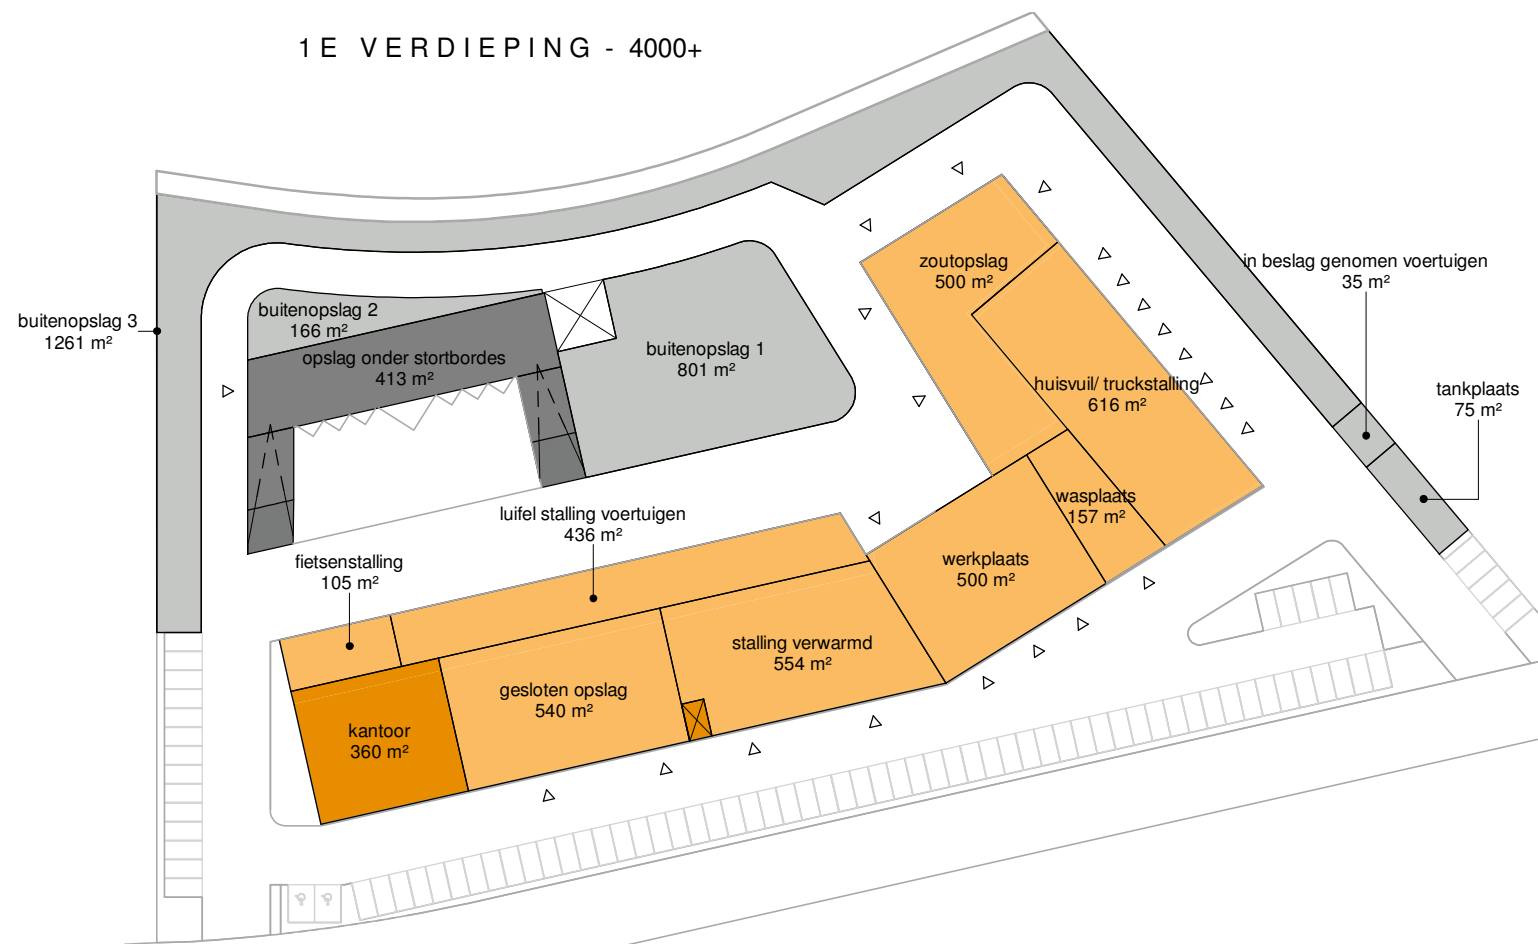 1E VERDIEPING - 4000+
zoutopslag
500 m²
in beslag genomen voertuigen
35 m²
buitenopslag 2
166 m²
buitenopslag 3
1261 m²
opslag onder stortbordes
413 m²
buitenopslag 1
801 m²
huisvuil/ truckstalling
616 m²
tankplaats
75 m²
wasplaats
157 m²
luifel stalling voertuigen
436 m²
fietsenstalling
105 m²
werkplaats
500 m²
stalling verwarmd
554 m²
gesloten opslag
540 m²
kantoor
360 m²